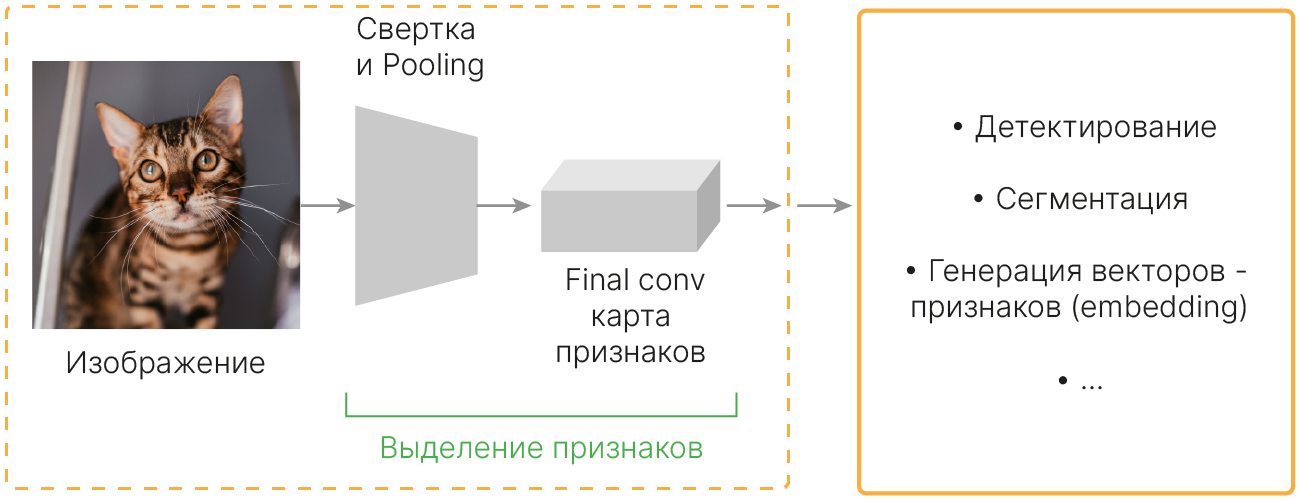 Свертка
и Pooling
Изображение
Final conv
карта
признаков
Выделение признаков
• Детектирование
• Сегментация
• Генерация векторов -
признаков (embedding)
• ...